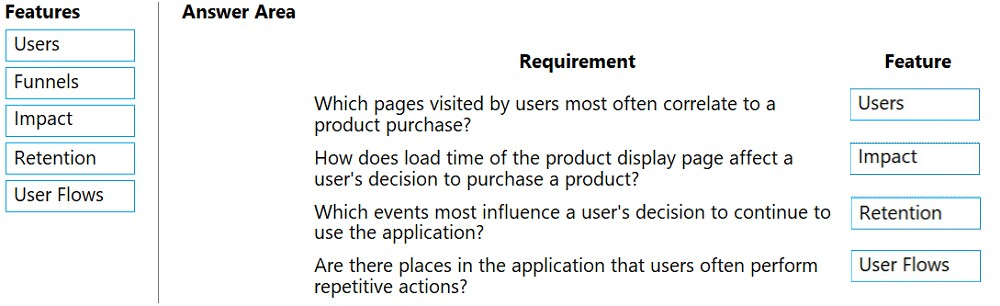 Features
Answer Area
Users
Funnels
Impact
Retention
User Flows
Requirement
Feature
Which pages visited by users most often correlate to a
product purchase?
Users
How does load time of the product display page affect a
user's decision to purchase a product?
Impact
Which events most influence a user's decision to continue to
use the application?
Retention
Are there places in the application that users often perform
repetitive actions?
User Flows